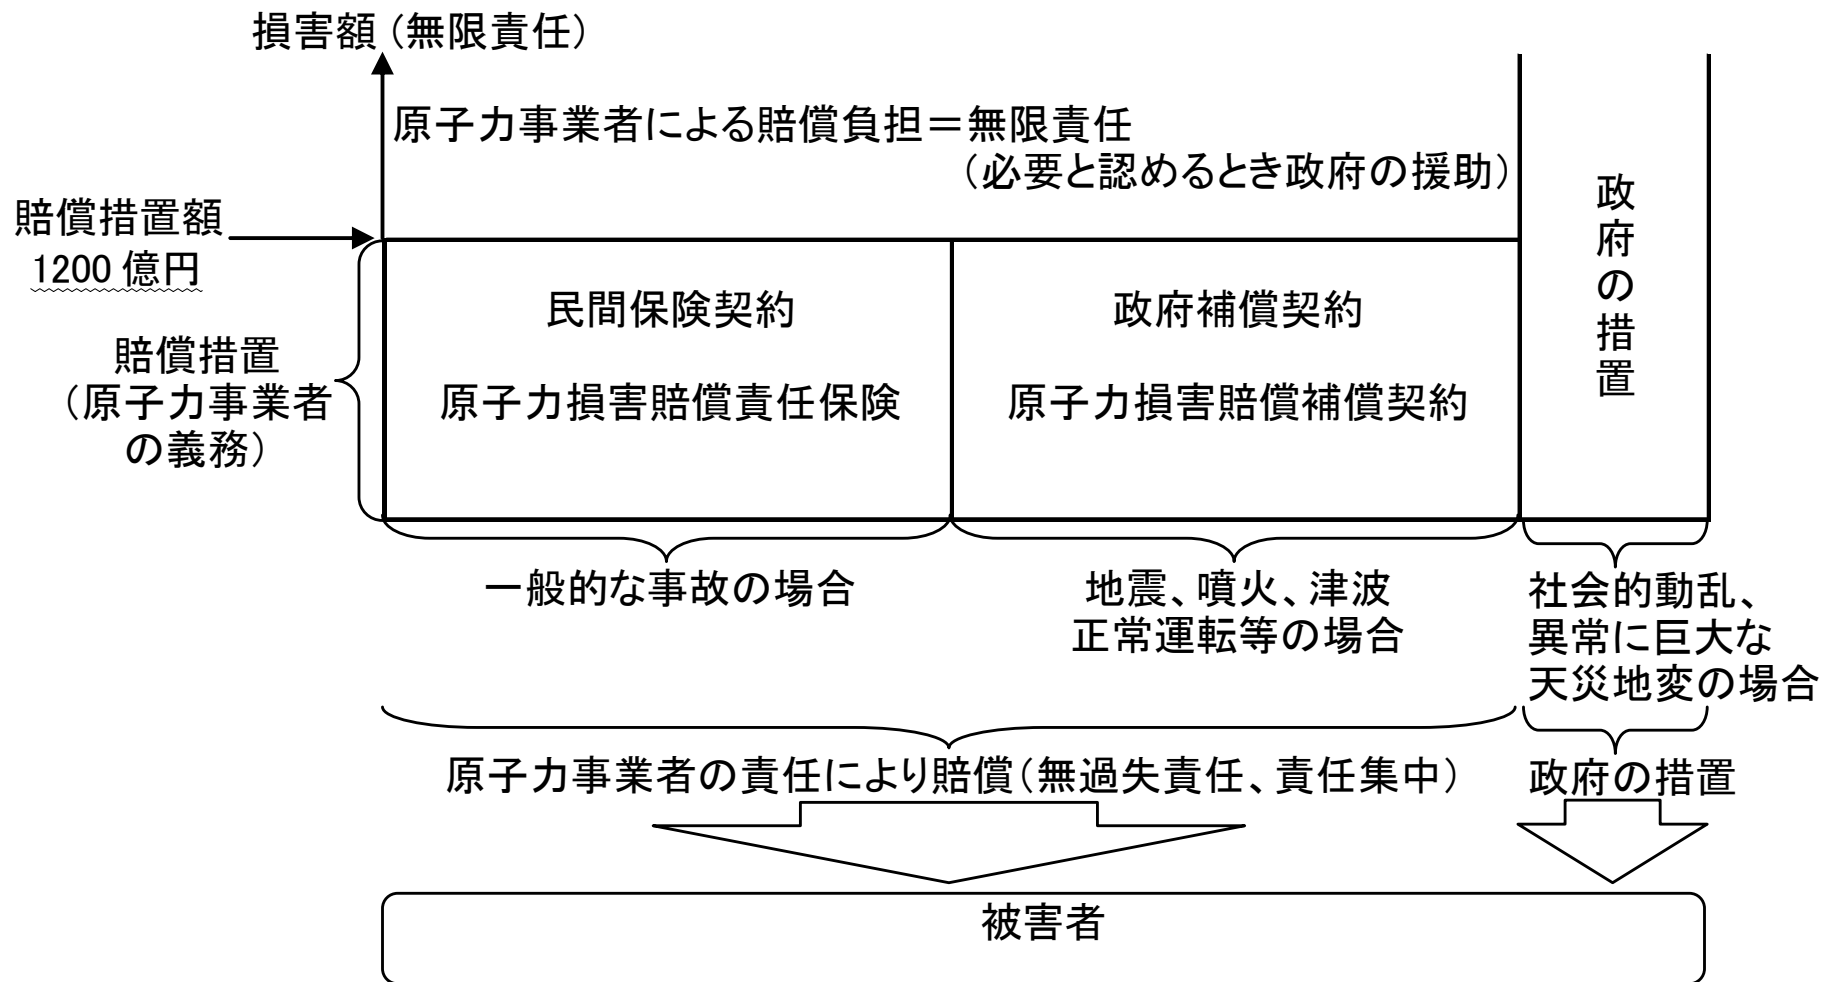 損害額(無限責任)
原子力事業者による賠償負担＝無限責任
(必要と認めるとき政府の援助)
賠償措置額
1200億円
賠償措置
(原子力事業者
の義務)
民間保険契約
原子力損害賠償責任保険
政府補償契約
原子力損害賠償補償契約
政府の措置
一般的な事故の場合
地震、噴火、津波
正常運転等の場合
社会的動乱、
異常に巨大な
天災地変の場合
原子力事業者の責任により賠償(無過失責任、責任集中)
政府の措置
被害者